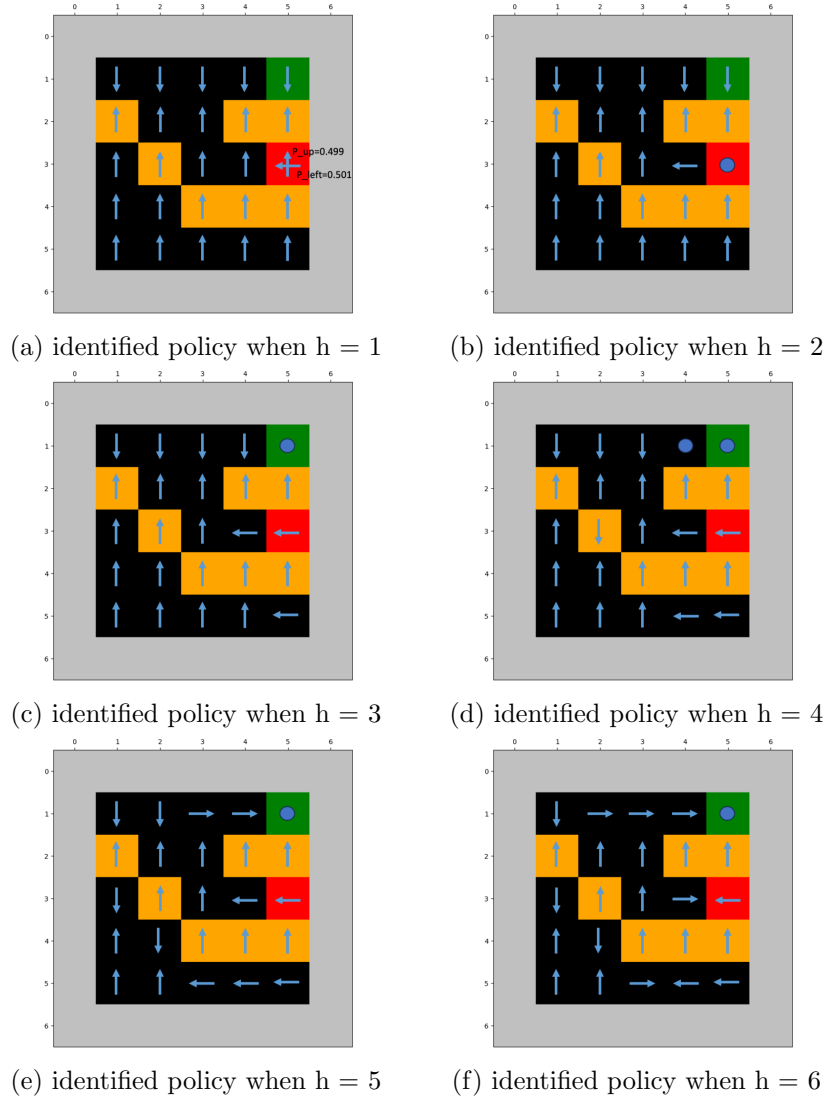 0 1 2 3 4 5 6 0 1 2 3 4 5 6
0 0
1 1
2 2
P_up=0.499
3 3
P_left=0.501
4 4
5 5
6 6
(a) identified policy when h = 1 (b) identified policy when h = 2
0 1 2 3 4 5 6 0 1 2 3 4 5 6
0 0
1 1
2 2
3 3
4 4
5 5
6 6
(c) identified policy when h = 3 (d) identified policy when h = 4
0 1 2 3 4 5 6 0 1 2 3 4 5 6
0 0
1 1
2 2
3 3
4 4
5 5
6 6
(e) identified policy when h = 5 (f) identified policy when h = 6